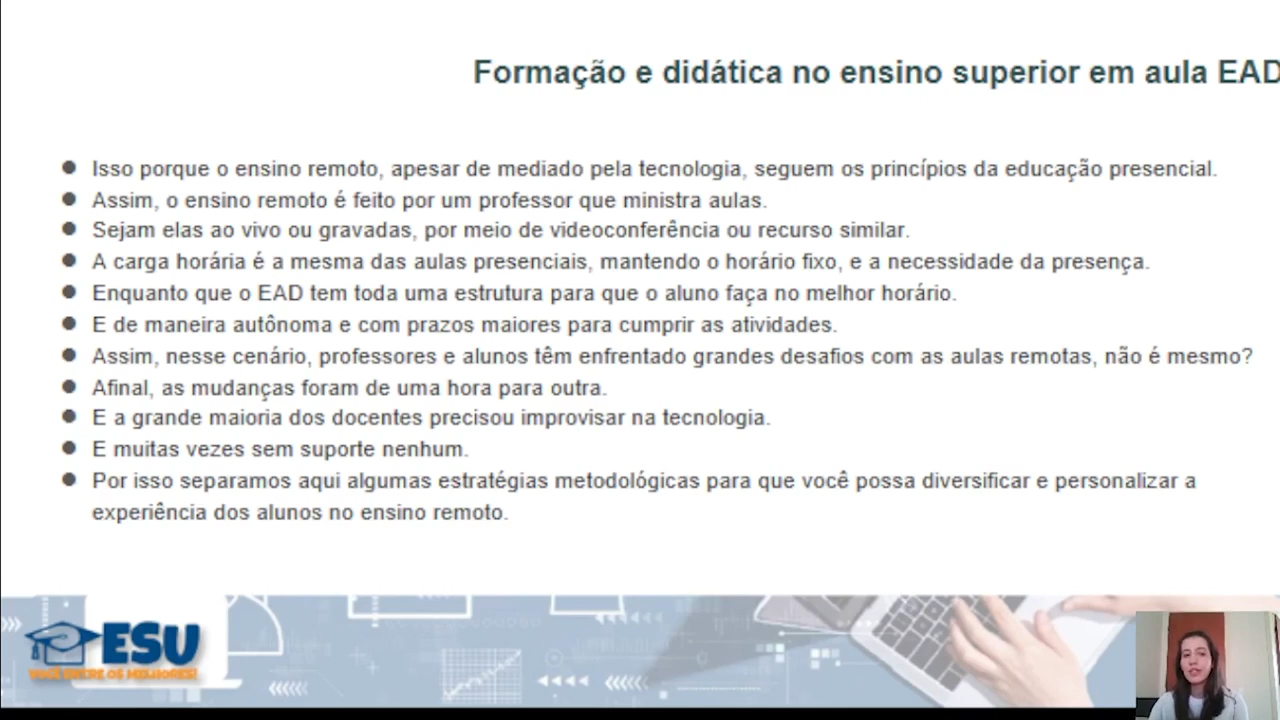 Formação e didática no ensino superior em aula EAD
Isso porque o ensino remoto, apesar de mediado pela tecnologia, seguem os princípios da educação presencial.
Assim, o ensino remoto é feito por um professor que ministra aulas.
Sejam elas ao vivo ou gravadas, por meio de videoconferência ou recurso similar.
A carga horária é a mesma das aulas presenciais, mantendo o horário fixo, e a necessidade da presença.
Enquanto que o EAD tem toda uma estrutura para que o aluno faça no melhor horário.
E de maneira autônoma e com prazos maiores para cumprir as atividades.
Assim, nesse cenário, professores e alunos têm enfrentado grandes desafios com as aulas remotas, não é mesmo?
Afinal, as mudanças foram de uma hora para outra.
E a grande maioria dos docentes precisou improvisar na tecnologia.
E muitas vezes sem suporte nenhum.
Por isso separamos aqui algumas estratégias metodológicas para que você possa diversificar e personalizar a
experiência dos alunos no ensino remoto.
ESU
VOCÊ ENTRE OS MELHORES!